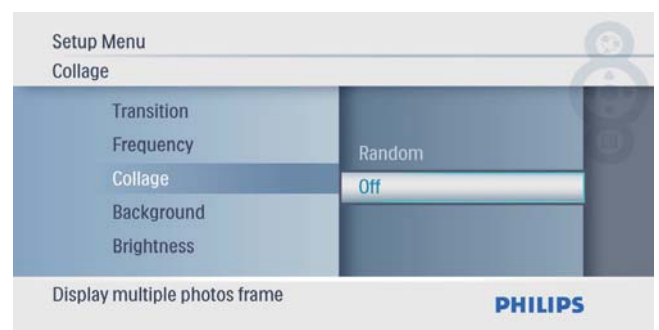 Setup Menu
Collage
Transition
Frequency
Collage
Background
Brightness
Random
Off
Display multiple photos frame
PHILIPS